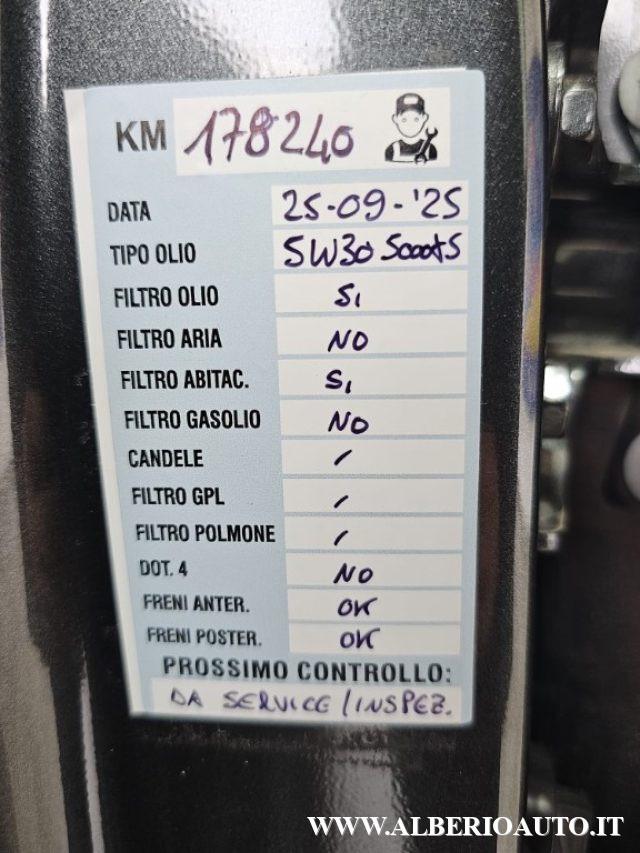 KM 178240
DATA 25-09-'25
TIPO OLIO 5W30
FILTRO OLIO SI
FILTRO ARIA NO
FILTRO ABITAC. SI
FILTRO GASOLIO NO
CANDELE /
FILTRO GPL /
FILTRO POLMONE /
DOT. 4 NO
FRENI ANTER. OK
FRENI POSTER. OK
PROSSIMO CONTROLLO:
DA SERVICE/INSPEZ.
WWW.ALBERIOAUTO.IT